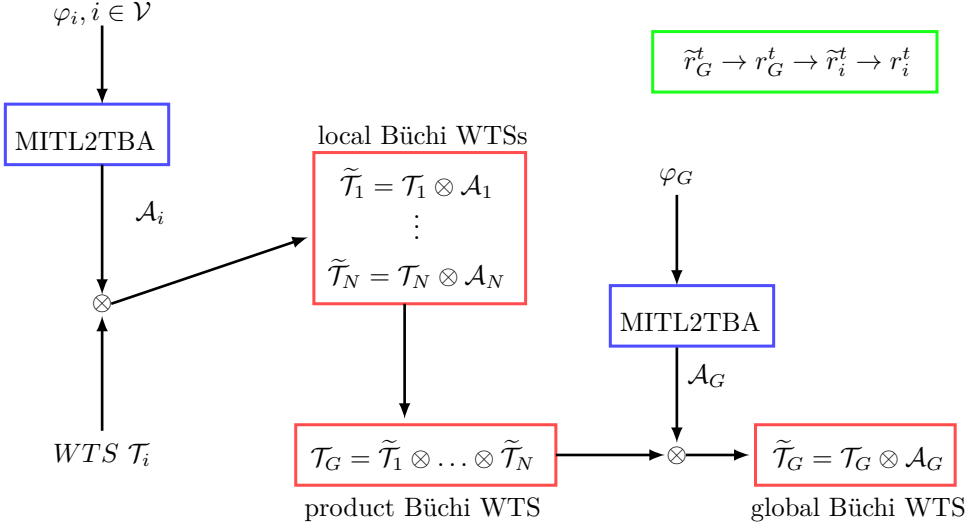 φ_i, i ∈ 𝒱
MITL2TBA
𝒜_i
⊗
WTS 𝒯_i
local Büchi WTSs
𝒯̃_1 = 𝒯_1 ⊗ 𝒜_1
⋮
𝒯̃_N = 𝒯_N ⊗ 𝒜_N
𝒯_G = 𝒯̃_1 ⊗ … ⊗ 𝒯̃_N
product Büchi WTS
r̃_G^t → r_G^t → r̃_i^t → r_i^t
φ_G
MITL2TBA
𝒜_G
⊗
𝒯̃_G = 𝒯_G ⊗ 𝒜_G
global Büchi WTS